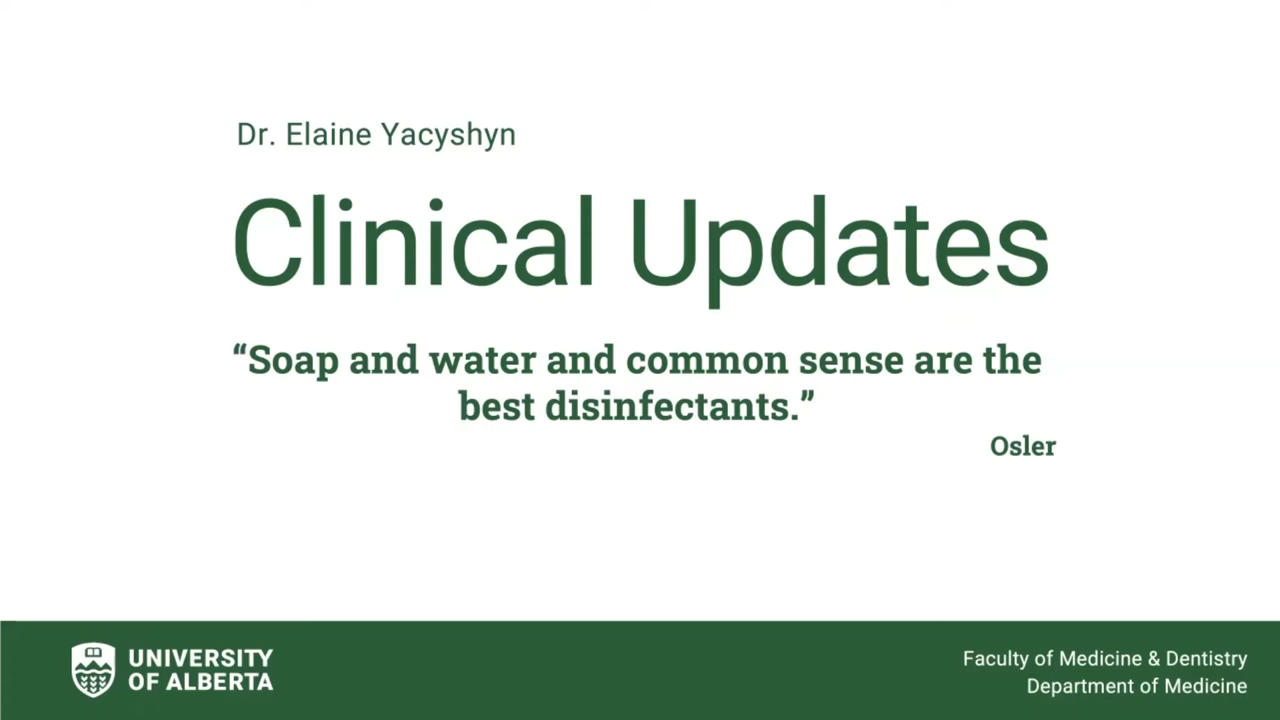 Dr. Elaine Yacyshyn
Clinical Updates
“Soap and water and common sense are the
best disinfectants.”
Osler
UNIVERSITY
OF ALBERTA
Faculty of Medicine & Dentistry
Department of Medicine